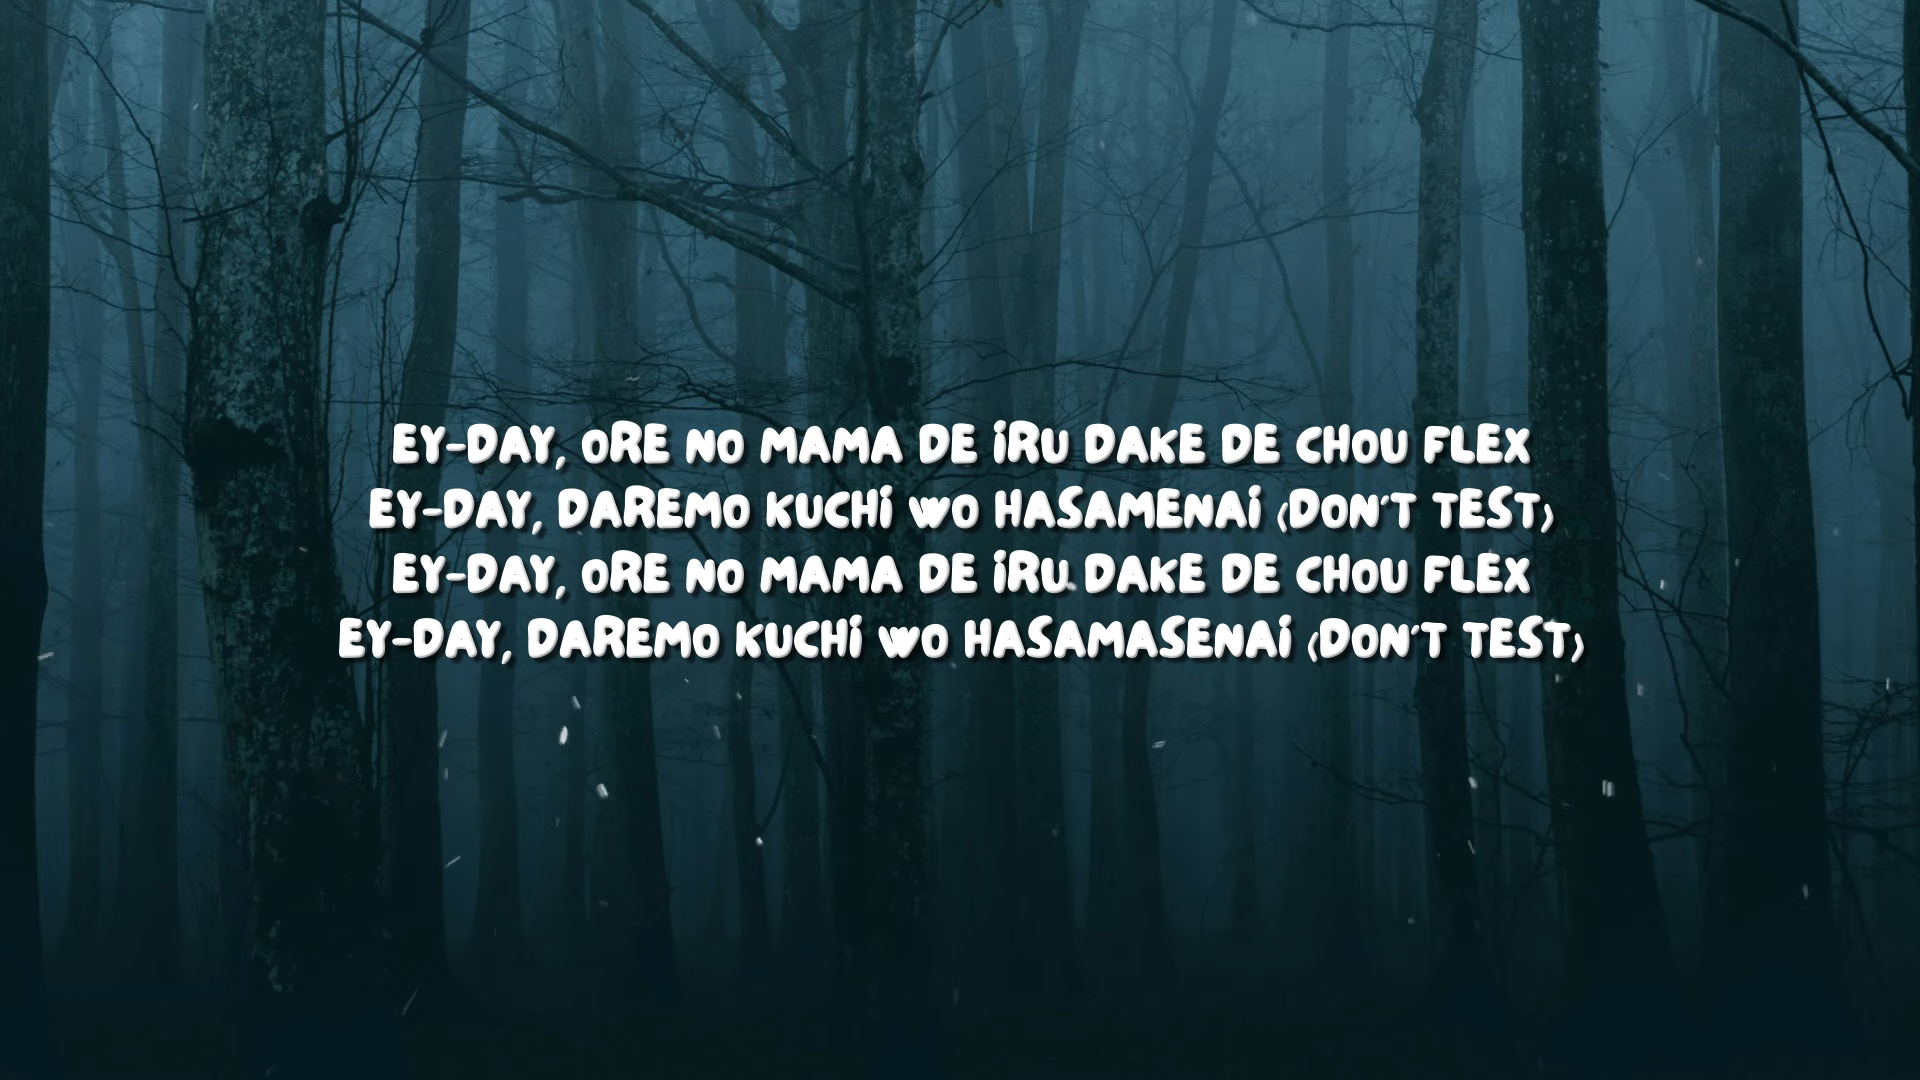 EY-DAY, ORE NO MAMA DE IRU DAKE DE CHOU FLEX
EY-DAY, DAREMO KUCHI WO HASAMENAI (DON'T TEST)
EY-DAY, ORE NO MAMA DE IRU DAKE DE CHOU FLEX
EY-DAY, DAREMO KUCHI WO HASAMASENAI (DON'T TEST)